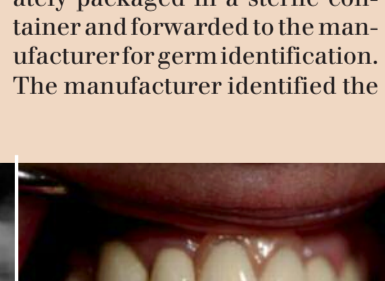 ately packaged in a sterile con-
tainer and forwarded to the man-
ufacturer for germ identification.
The manufacturer identified the